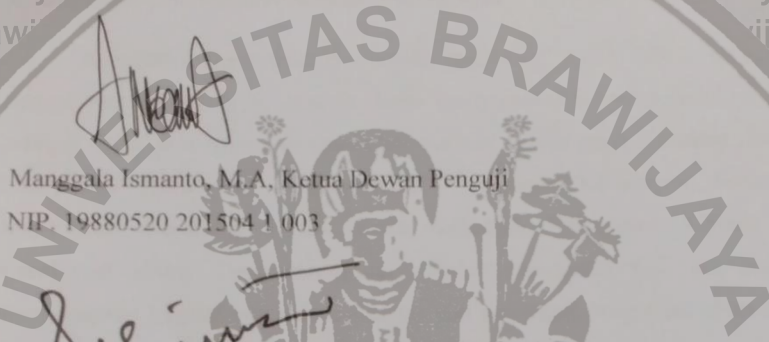 UNIVERSITAS BRAWIJAYA
Manggala Ismanto, M.A. Ketua Dewan Penguji
NIP. 19880520 201504 1 003